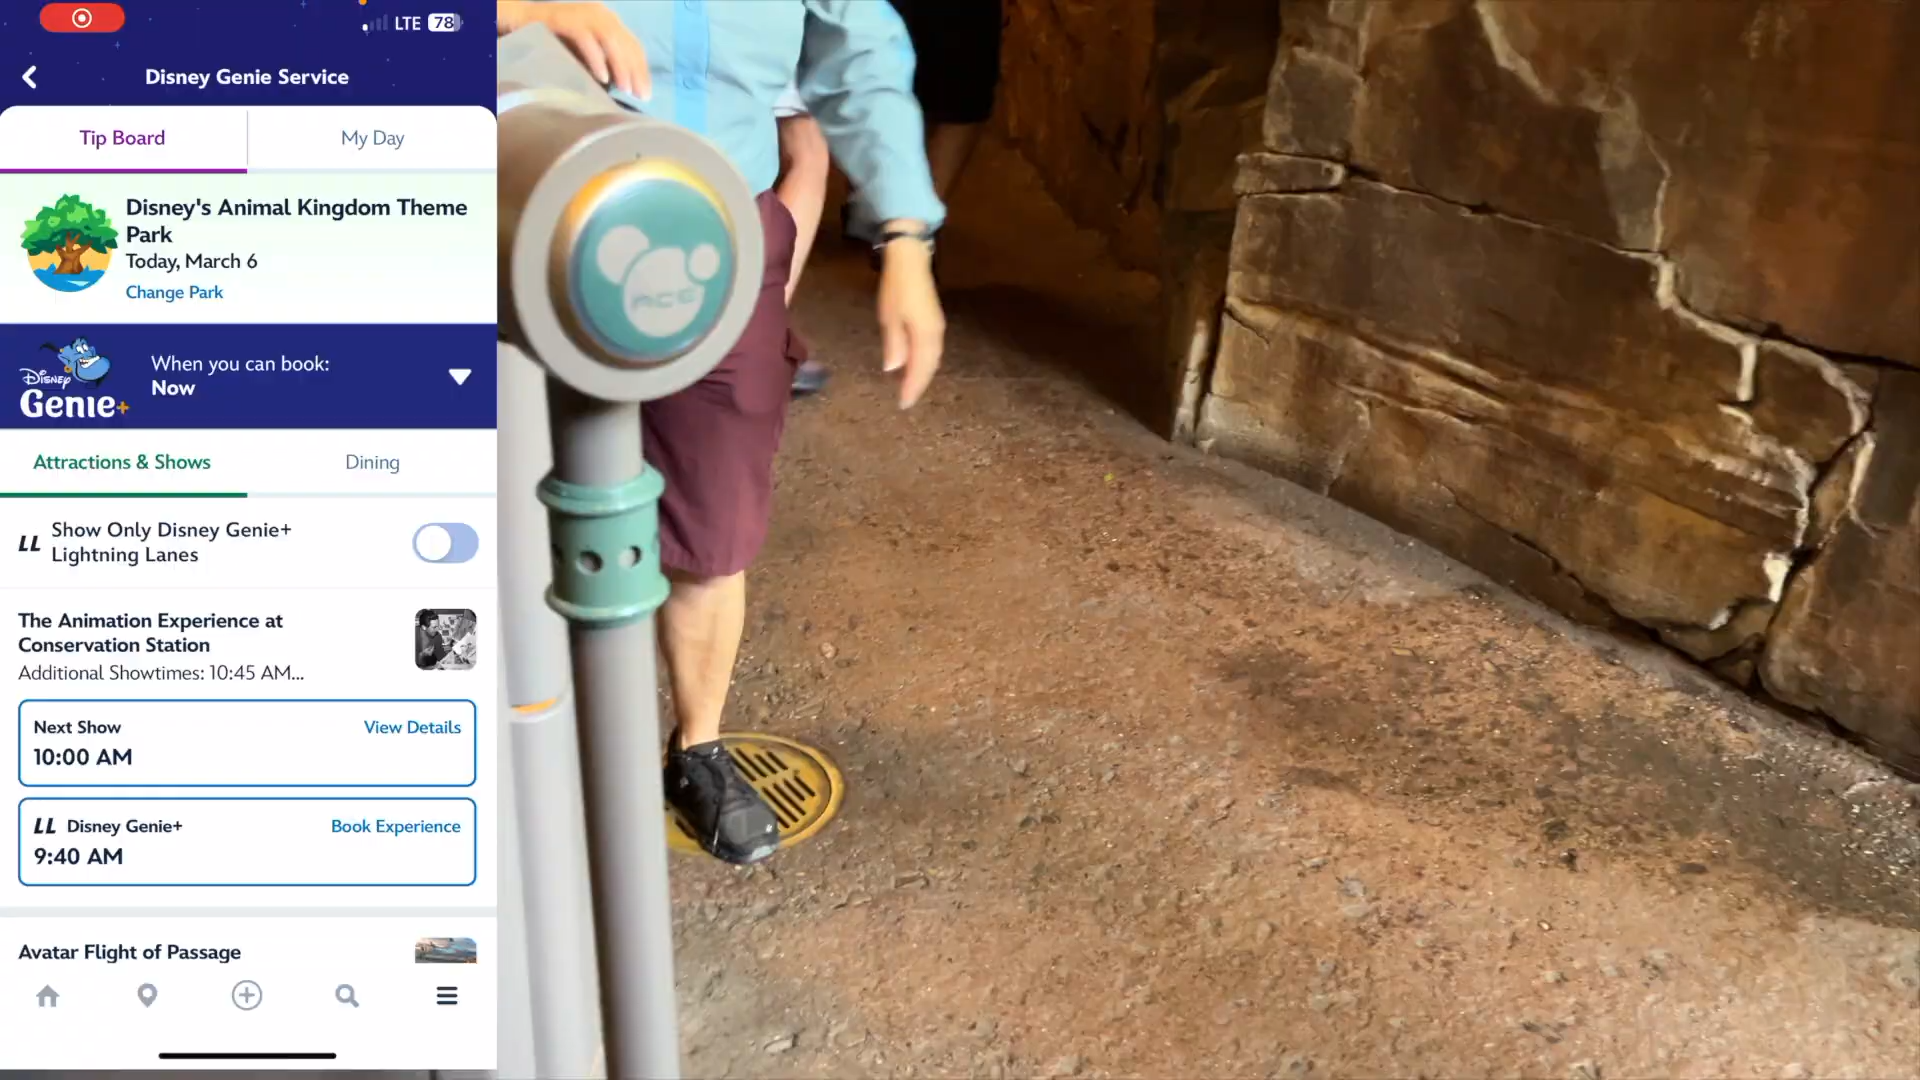 LTE 78
Disney Genie Service
Tip Board
My Day
Disney's Animal Kingdom Theme
Park
Today, March 6
Change Park
Disney
Genie+
When you can book:
Now
Attractions & Shows
Dining
LL
Show Only Disney Genie+
Lightning Lanes
The Animation Experience at
Conservation Station
Additional Showtimes: 10:45 AM...
Next Show
View Details
10:00 AM
LL Disney Genie+
Book Experience
9:40 AM
Avatar Flight of Passage
ACE